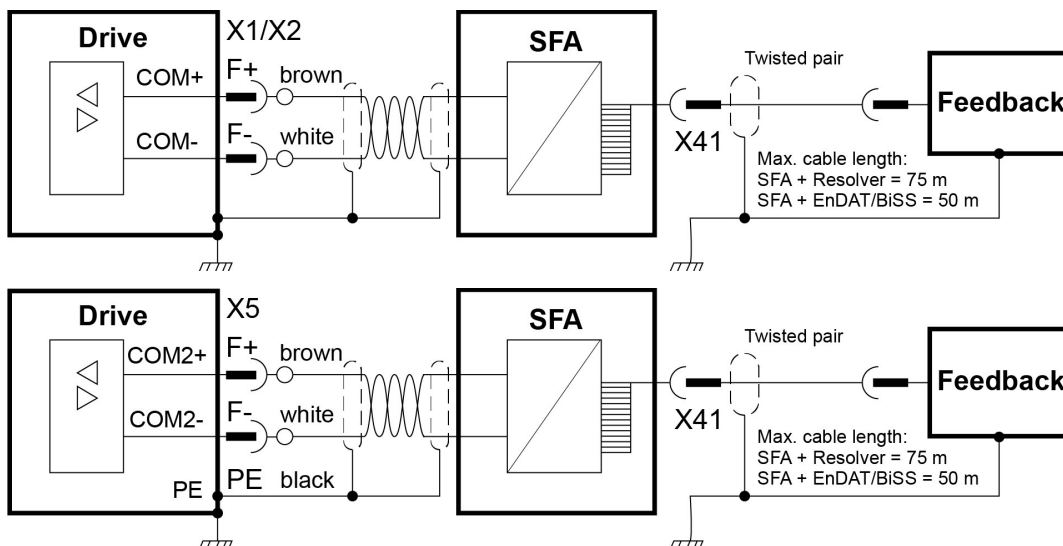 Drive
X1/X2
SFA
COM+
F+
brown
COM-
F-
white
X41
Twisted pair
Feedback
Max. cable length:
SFA + Resolver = 75 m
SFA + EnDAT/BiSS = 50 m
Drive
X5
SFA
COM2+
F+
brown
COM2-
F-
white
PE
PE
black
X41
Twisted pair
Feedback
Max. cable length:
SFA + Resolver = 75 m
SFA + EnDAT/BiSS = 50 m